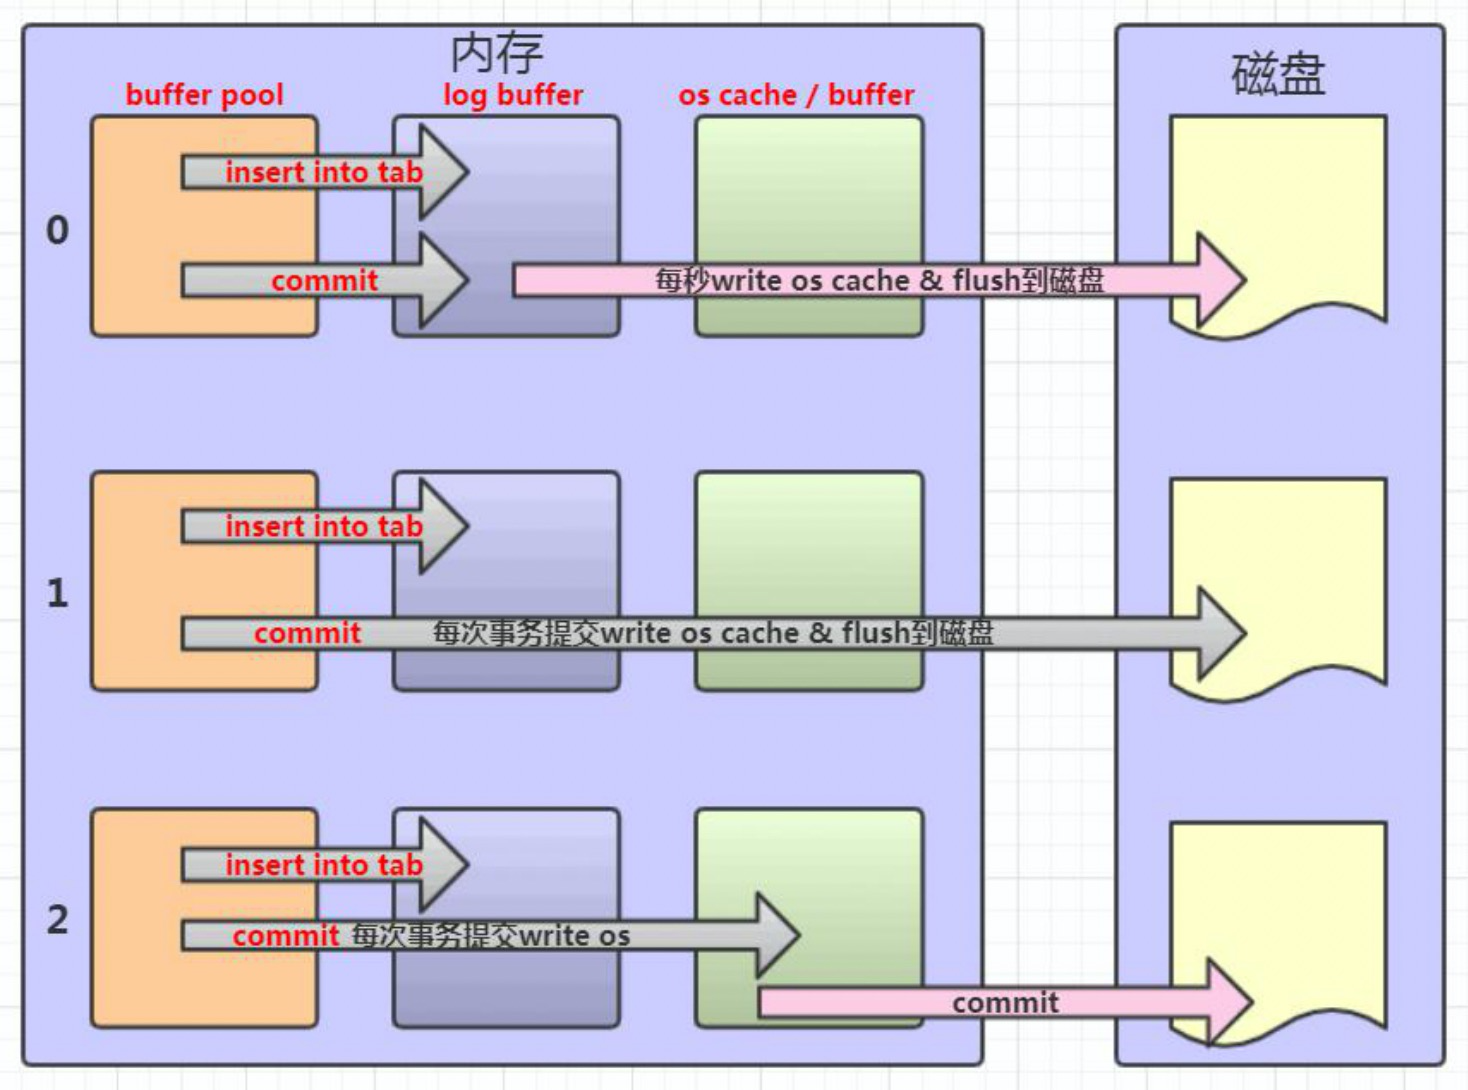 内存
磁盘
buffer pool
log buffer
os cache / buffer
insert into tab
0
commit
每秒write os cache & flush到磁盘
insert into tab
1
commit 每次事务提交write os cache & flush到磁盘
insert into tab
2
commit 每次事务提交write os
commit